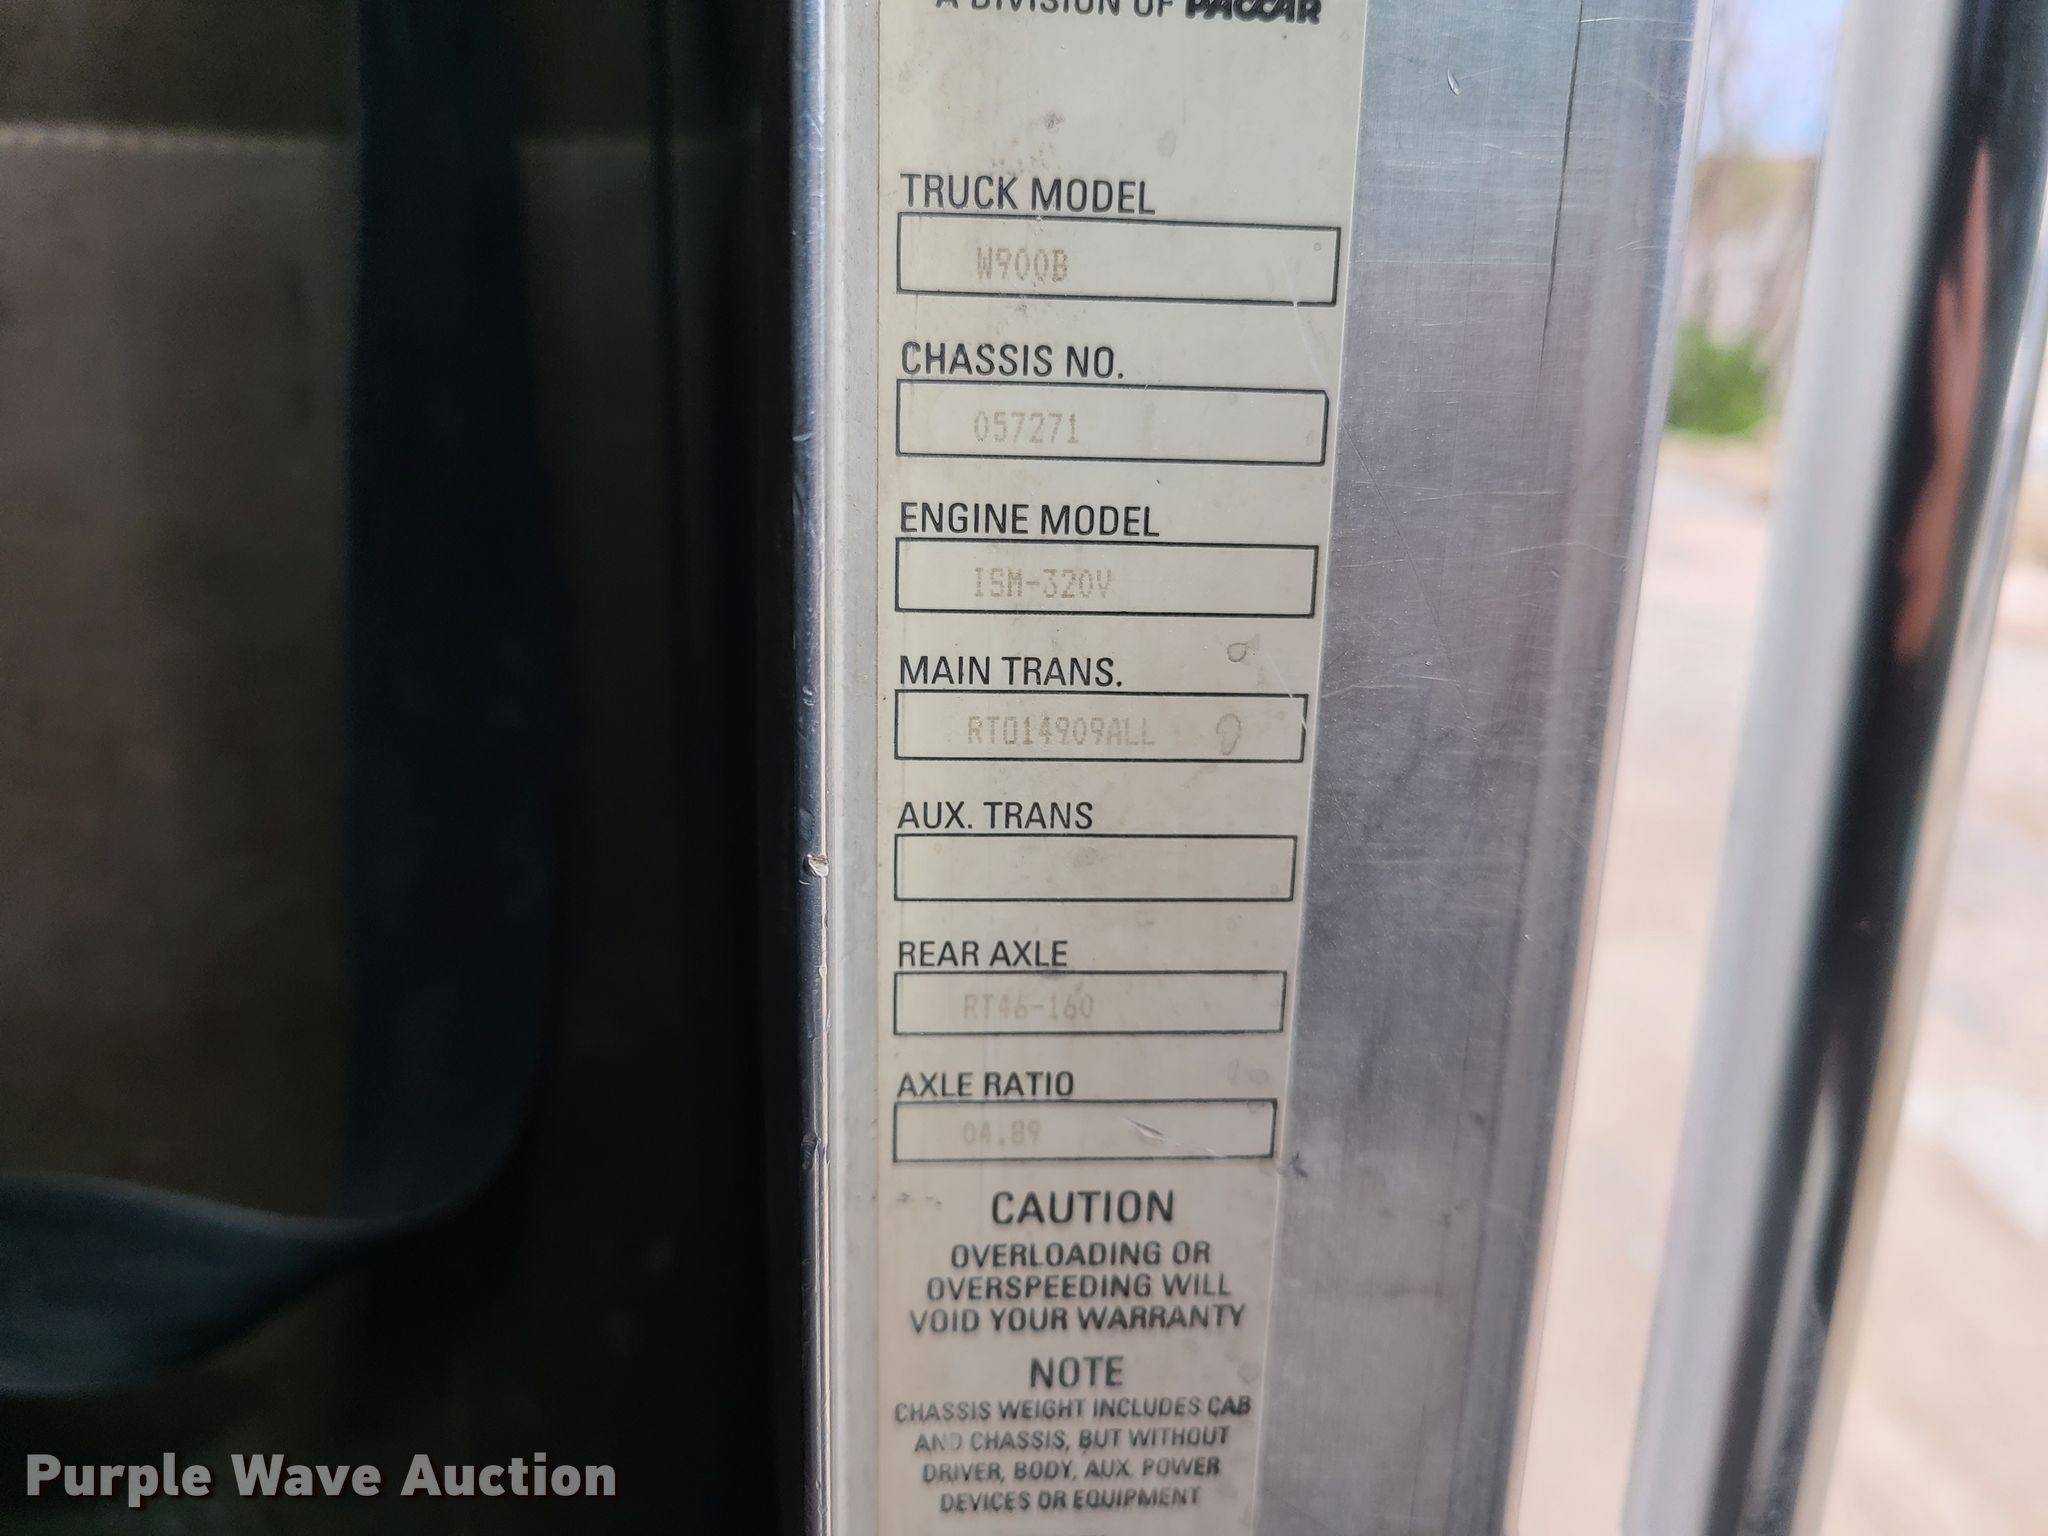 A DIVISION OF PACCAR
TRUCK MODEL
W900B
CHASSIS NO.
057271
ENGINE MODEL
ISM-320V
MAIN TRANS.
RTO14909ALL
AUX. TRANS
REAR AXLE
RT46-160
AXLE RATIO
04.89
CAUTION
OVERLOADING OR
OVERSPEEDING WILL
VOID YOUR WARRANTY
NOTE
CHASSIS WEIGHT INCLUDES CAB
AND CHASSIS, BUT WITHOUT
DRIVER, BODY, AUX. POWER
DEVICES OR EQUIPMENT
Purple Wave Auction